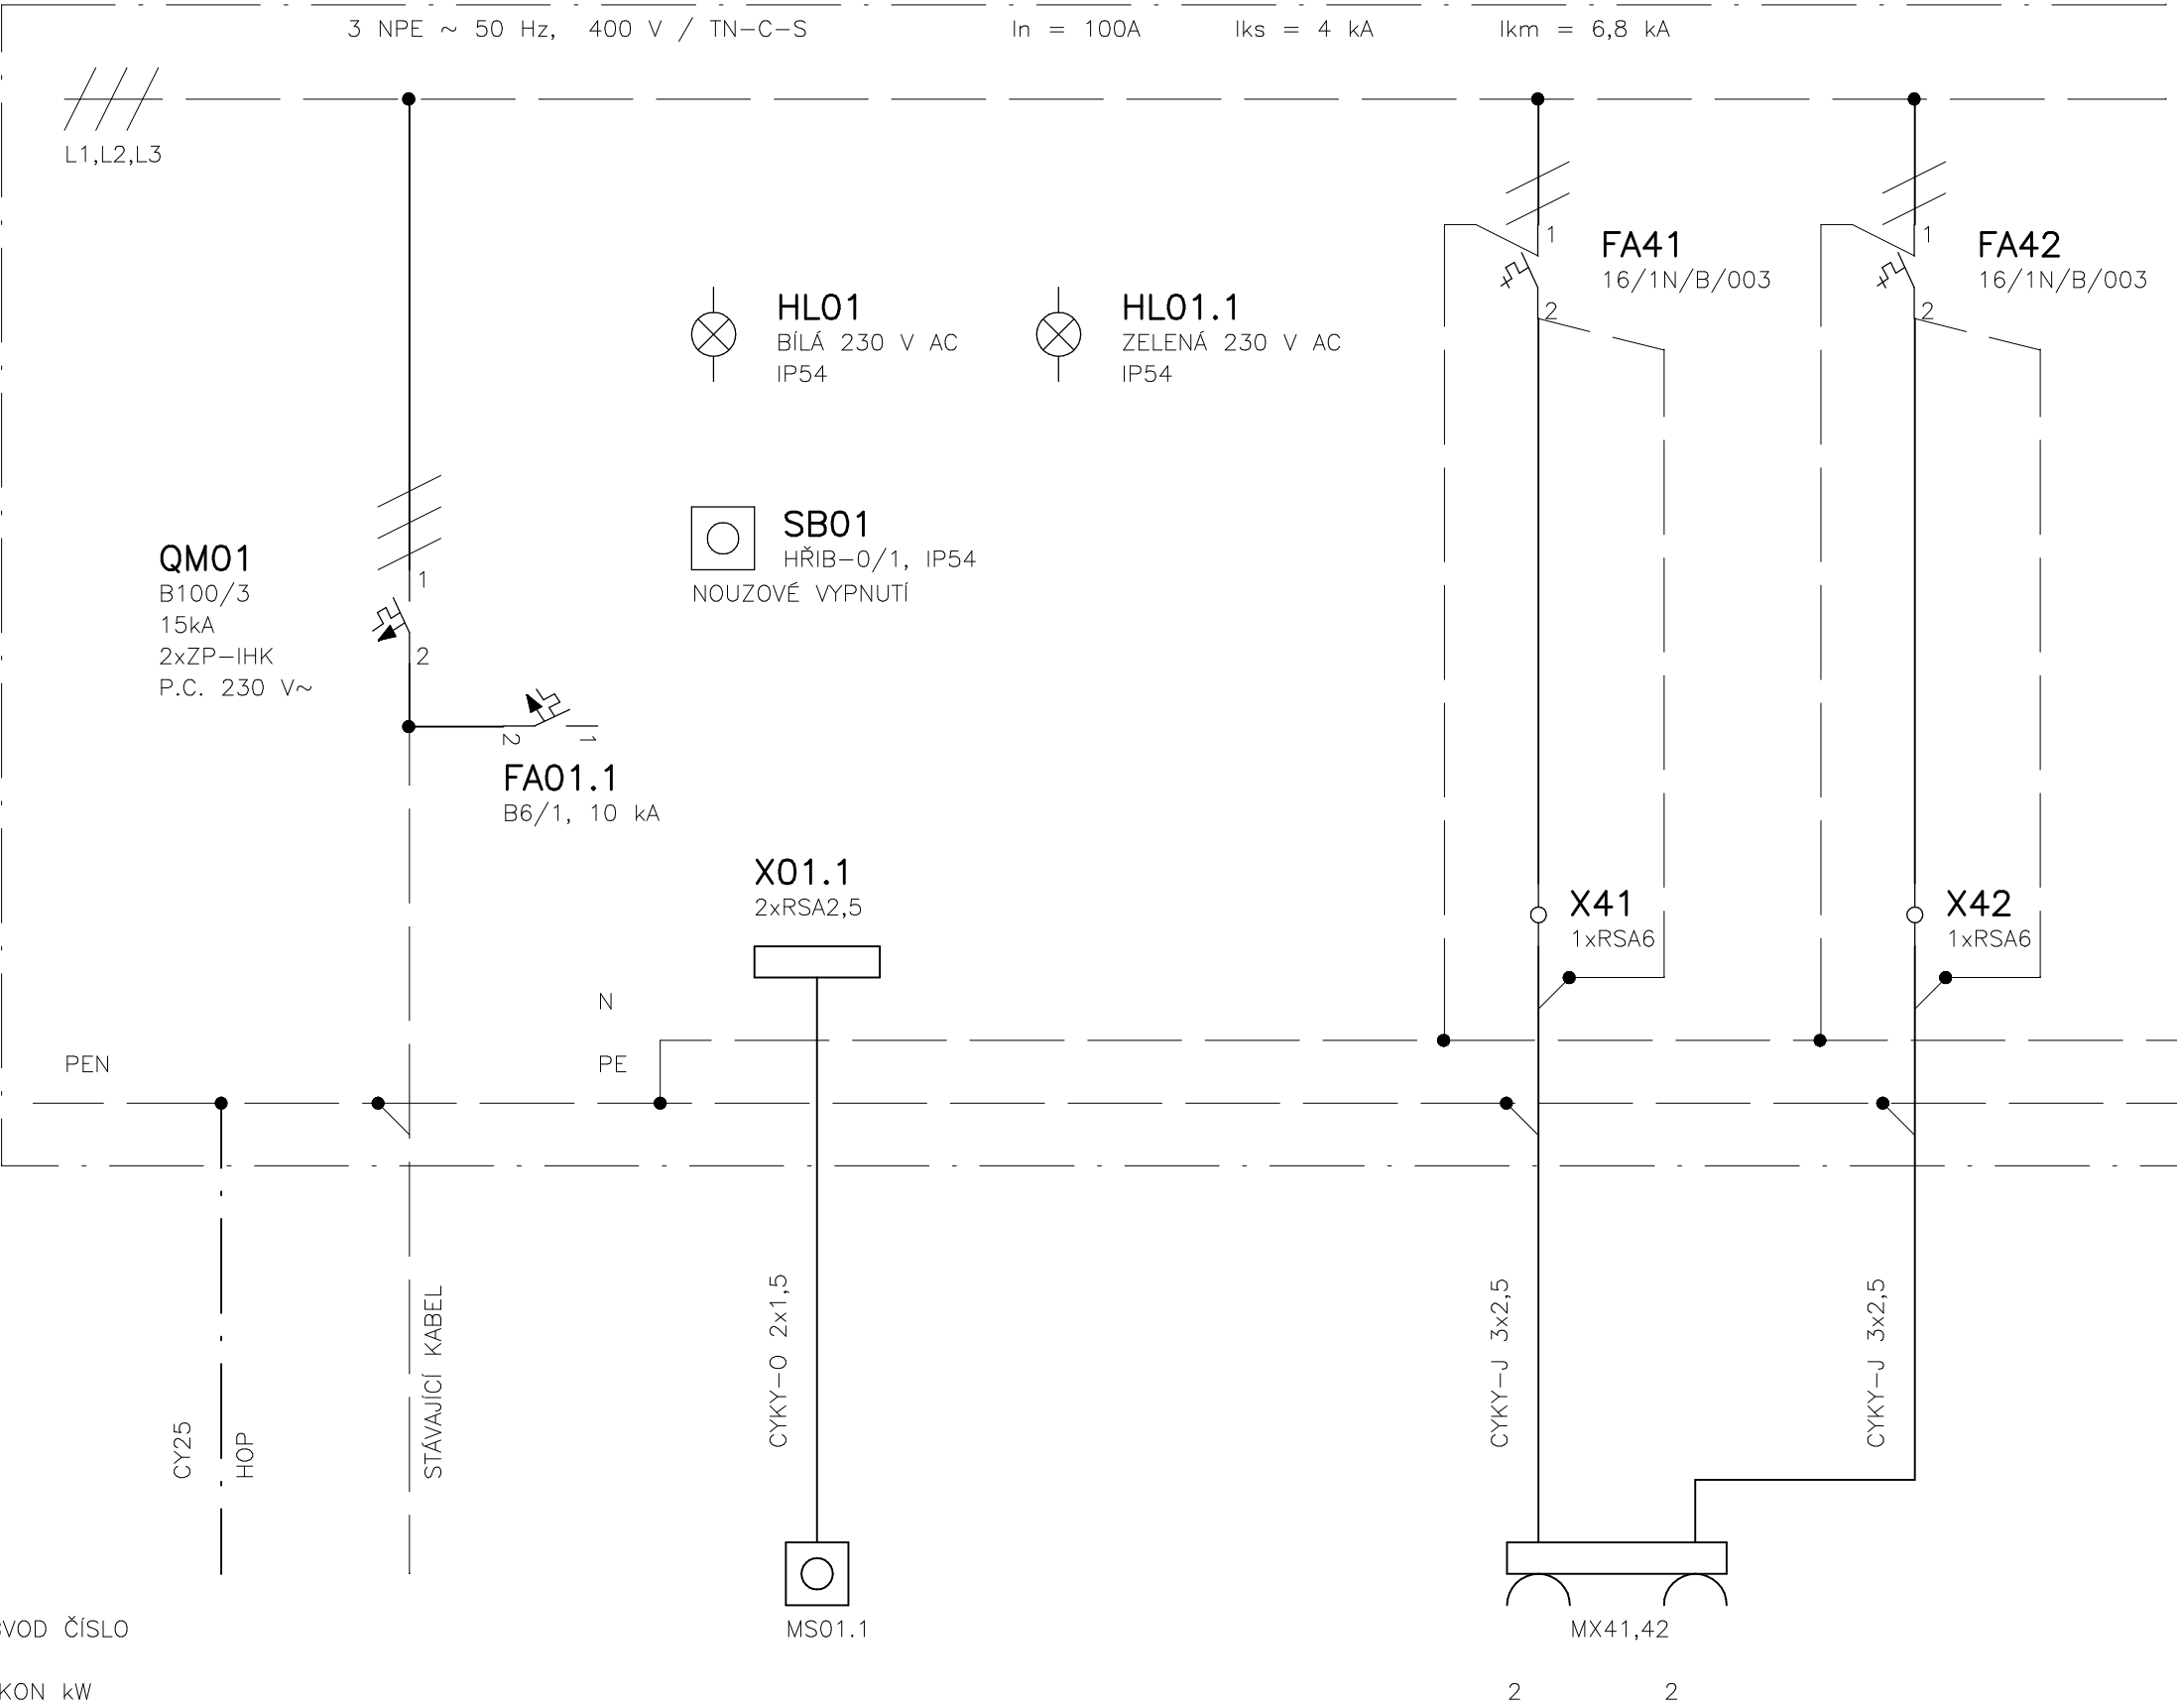 3 NPE ~ 50 Hz, 400 V / TN-C-S In = 100A Iks = 4 kA Ikm = 6,8 kA
L1,L2,L3
1
FA41
16/1N/B/003
2
1
FA42
16/1N/B/003
2
HL01
BÍLÁ 230 V AC
IP54
HL01.1
ZELENÁ 230 V AC
IP54
SB01
HŘIB-0/1, IP54
NOUZOVÉ VYPNUTÍ
QM01
B100/3
15kA
2xZP-IHK
P.C. 230 V~
1
2
2
1
FA01.1
B6/1, 10 kA
X01.1
2xRSA2,5
X41
1xRSA6
X42
1xRSA6
N
PEN
PE
CY25
HOP
STÁVAJÍCÍ KABEL
CYKY-O 2x1,5
CYKY-J 3x2,5
CYKY-J 3x2,5
VOD ČÍSLO
MS01.1
MX41,42
KON kW
2
2